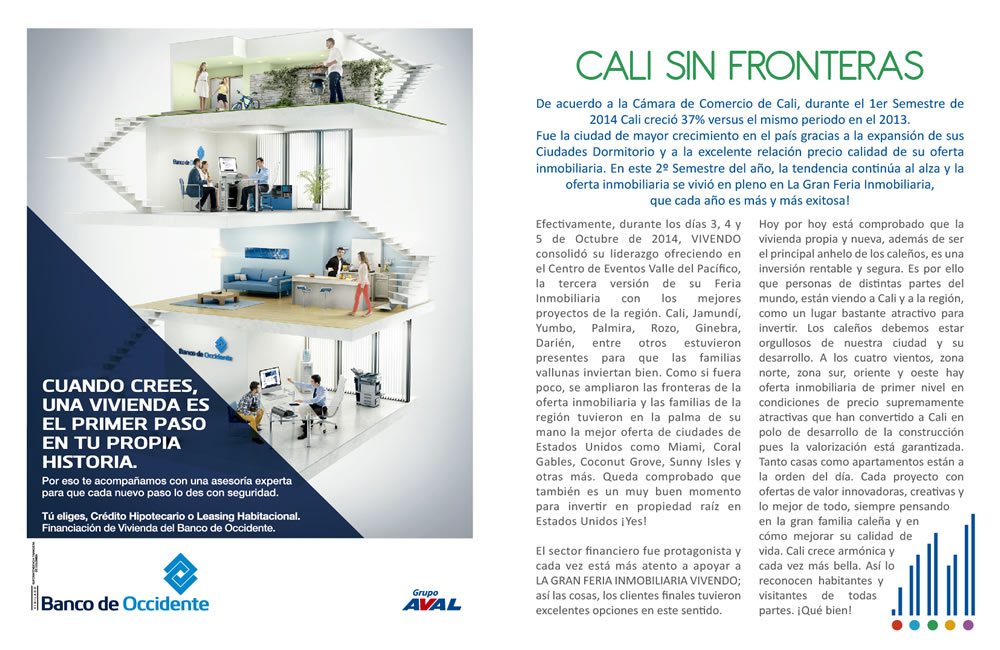 Banco de Occidente
CUANDO CREES,
UNA VIVIENDA ES
EL PRIMER PASO
EN TU PROPIA
HISTORIA.
Por eso te acompañamos con una asesoría experta
para que cada nuevo paso lo des con seguridad.
Tú eliges, Crédito Hipotecario o Leasing Habitacional.
Financiación de Vivienda del Banco de Occidente.
Banco de Occidente
Grupo
AVAL
CALI SIN FRONTERAS
De acuerdo a la Cámara de Comercio de Cali, durante el 1er Semestre de
2014 Cali creció 37% versus el mismo periodo en el 2013.
Fue la ciudad de mayor crecimiento en el país gracias a la expansión de sus
Ciudades Dormitorio y a la excelente relación precio calidad de su oferta
inmobiliaria. En este 2º Semestre del año, la tendencia continúa al alza y la
oferta inmobiliaria se vivió en pleno en La Gran Feria Inmobiliaria,
que cada año es más y más exitosa!
Efectivamente, durante los días 3, 4 y
5 de Octubre de 2014, VIVENDO
consolidó su liderazgo ofreciendo en
el Centro de Eventos Valle del Pacífico,
la tercera versión de su Feria
Inmobiliaria con los mejores
proyectos de la región. Cali, Jamundí,
Yumbo, Palmira, Rozo, Ginebra,
Darién, entre otros estuvieron
presentes para que las familias
vallunas inviertan bien. Como si fuera
poco, se ampliaron las fronteras de la
oferta inmobiliaria y las familias de la
región tuvieron en la palma de su
mano la mejor oferta de ciudades de
Estados Unidos como Miami, Coral
Gables, Coconut Grove, Sunny Isles y
otras más. Queda comprobado que
también es un muy buen momento
para invertir en propiedad raíz en
Estados Unidos ¡Yes!
El sector financiero fue protagonista y
cada vez está más atento a apoyar a
LA GRAN FERIA INMOBILIARIA VIVENDO;
así las cosas, los clientes finales tuvieron
excelentes opciones en este sentido.
Hoy por hoy está comprobado que la
vivienda propia y nueva, además de ser
el principal anhelo de los caleños, es una
inversión rentable y segura. Es por ello
que personas de distintas partes del
mundo, están viendo a Cali y a la región,
como un lugar bastante atractivo para
invertir. Los caleños debemos estar
orgullosos de nuestra ciudad y su
desarrollo. A los cuatro vientos, zona
norte, zona sur, oriente y oeste hay
oferta inmobiliaria de primer nivel en
condiciones de precio supremamente
atractivas que han convertido a Cali en
polo de desarrollo de la construcción
pues la valorización está garantizada.
Tanto casas como apartamentos están a
la orden del día. Cada proyecto con
ofertas de valor innovadoras, creativas y
lo mejor de todo, siempre pensando
en la gran familia caleña y en
cómo mejorar su calidad de
vida. Cali crece armónica y
cada vez más bella. Así lo
reconocen habitantes y
visitantes de todas
partes. ¡Qué bien!